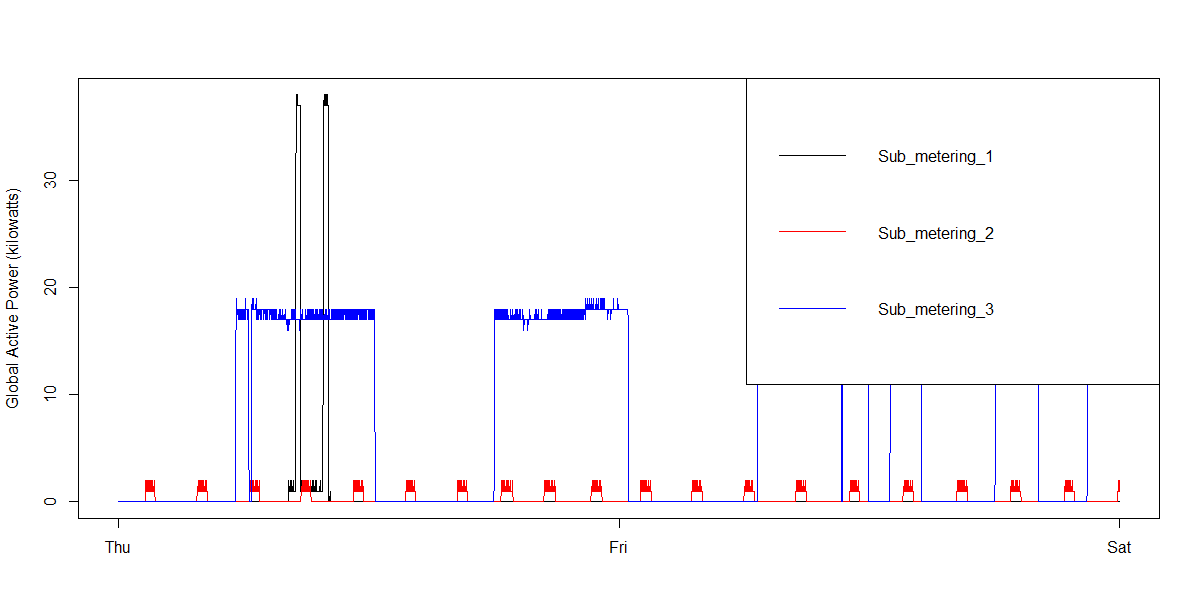 Global Active Power (kilowatts)
30
20
10
0
Sub_metering_1
Sub_metering_2
Sub_metering_3
Thu
Fri
Sat